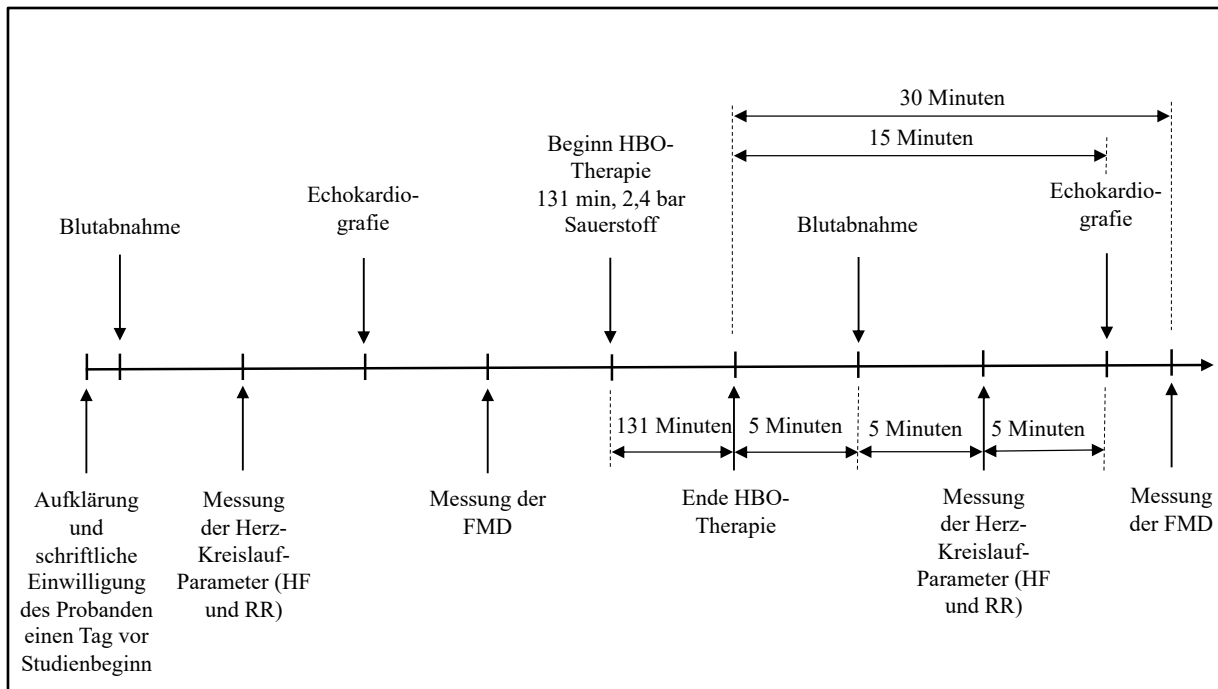 30 Minuten
15 Minuten
Beginn HBO-
Therapie
131 min, 2,4 bar
Sauerstoff
Echokardio-
grafie
Echokardi-
ografie
Blutabnahme
Blutabnahme
131 Minuten
5 Minuten
5 Minuten
5 Minuten
Aufklärung
und
schriftliche
Einwilligung
des Probanden
einen Tag vor
Studienbeginn
Messung
der Herz-
Kreislauf-
Parameter (HF
und RR)
Messung der
FMD
Ende HBO-
Therapie
Messung
der Herz-
Kreislauf-
Parameter (HF
und RR)
Messung
der FMD